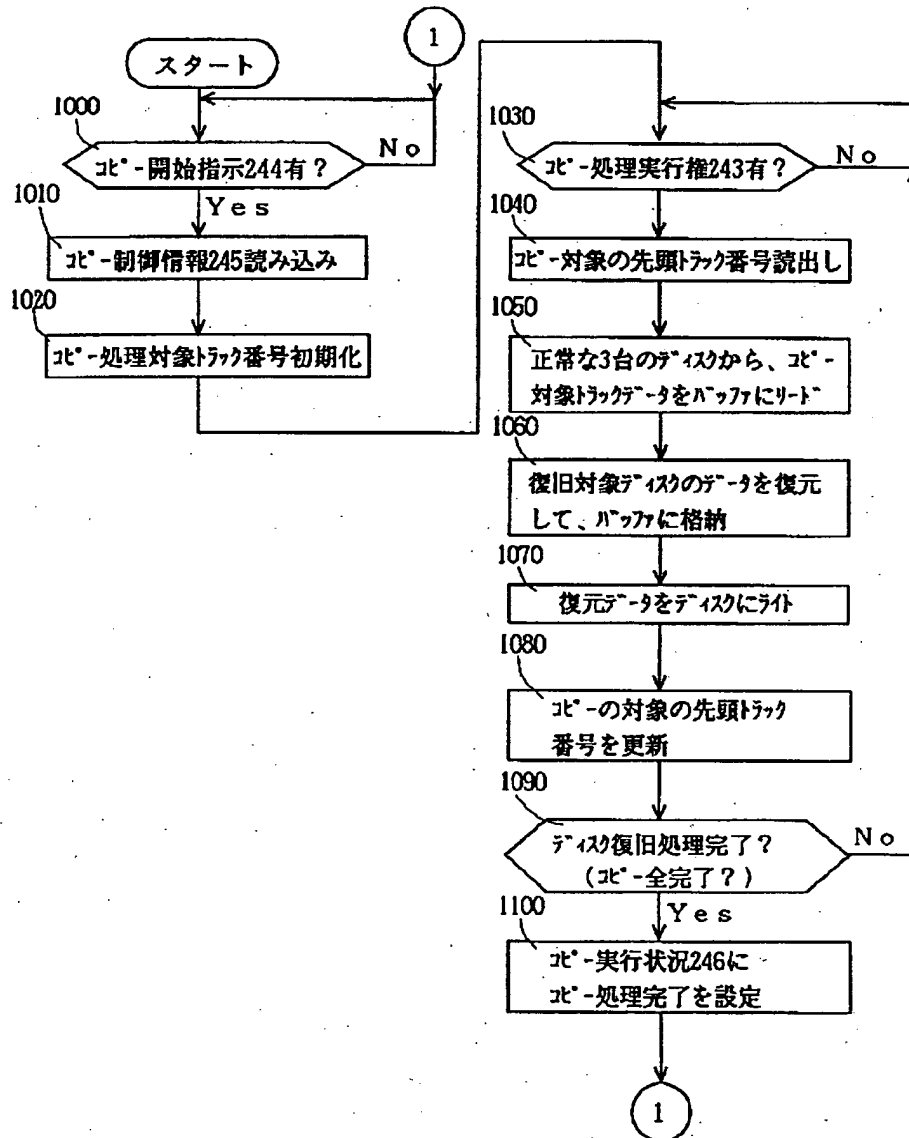 スタート
1
1000
コピー開始指示244有?
No
Yes
1010
コピー制御情報245読み込み
1020
コピー処理対象トラック番号初期化
1030
コピー処理実行権243有?
No
1040
コピー対象の先頭トラック番号読出し
1050
正常な3台のディスクから、コピー
対象トラックデータをバッファにリード
1060
復旧対象ディスクのデータを復元
して、バッファに格納
1070
復元データをディスクにライト
1080
コピーの対象の先頭トラック
番号を更新
1090
ディスク復旧処理完了?
(コピー全完了?)
No
Yes
1100
コピー実行状況246に
コピー処理完了を設定
1